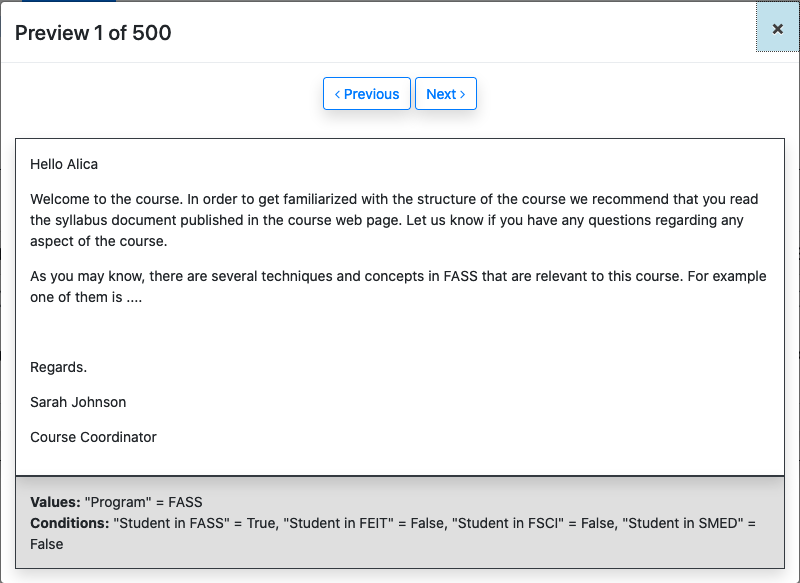 Preview 1 of 500
×
‹ Previous
Next ›
Hello Alica
Welcome to the course. In order to get familiarized with the structure of the course we recommend that you read
the syllabus document published in the course web page. Let us know if you have any questions regarding any
aspect of the course.
As you may know, there are several techniques and concepts in FASS that are relevant to this course. For example
one of them is ....
Regards.
Sarah Johnson
Course Coordinator
Values: "Program" = FASS
Conditions: "Student in FASS" = True, "Student in FEIT" = False, "Student in FSCI" = False, "Student in SMED" =
False